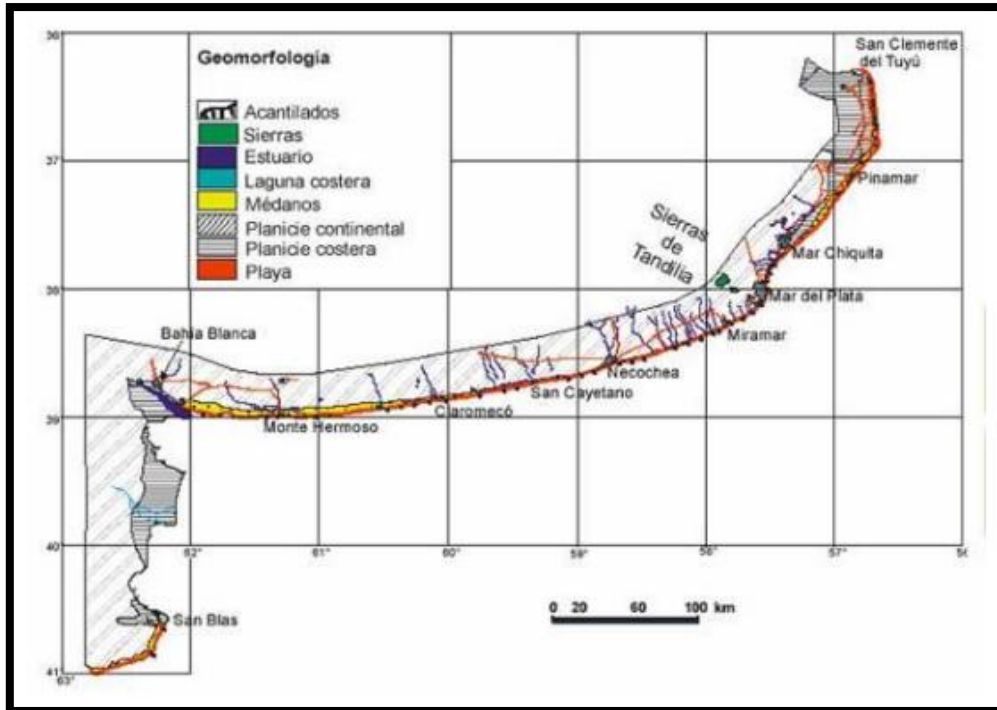 San Clemente
del Tuyú
Geomorfología
Acantilados
Sierras
Estuario
Laguna costera
Médanos
Planicie continental
Planicie costera
Playa
36
37
38
39
40
41°
Pinamar
Sierras
de
Tandilia
Mar Chiquita
Mar del Plata
Miramar
Bahía Blanca
Necochea
San Cayetano
Claromecó
Monte Hermoso
San Blas
63° 62° 61° 60° 59° 58° 57°
0 20 60 100 km